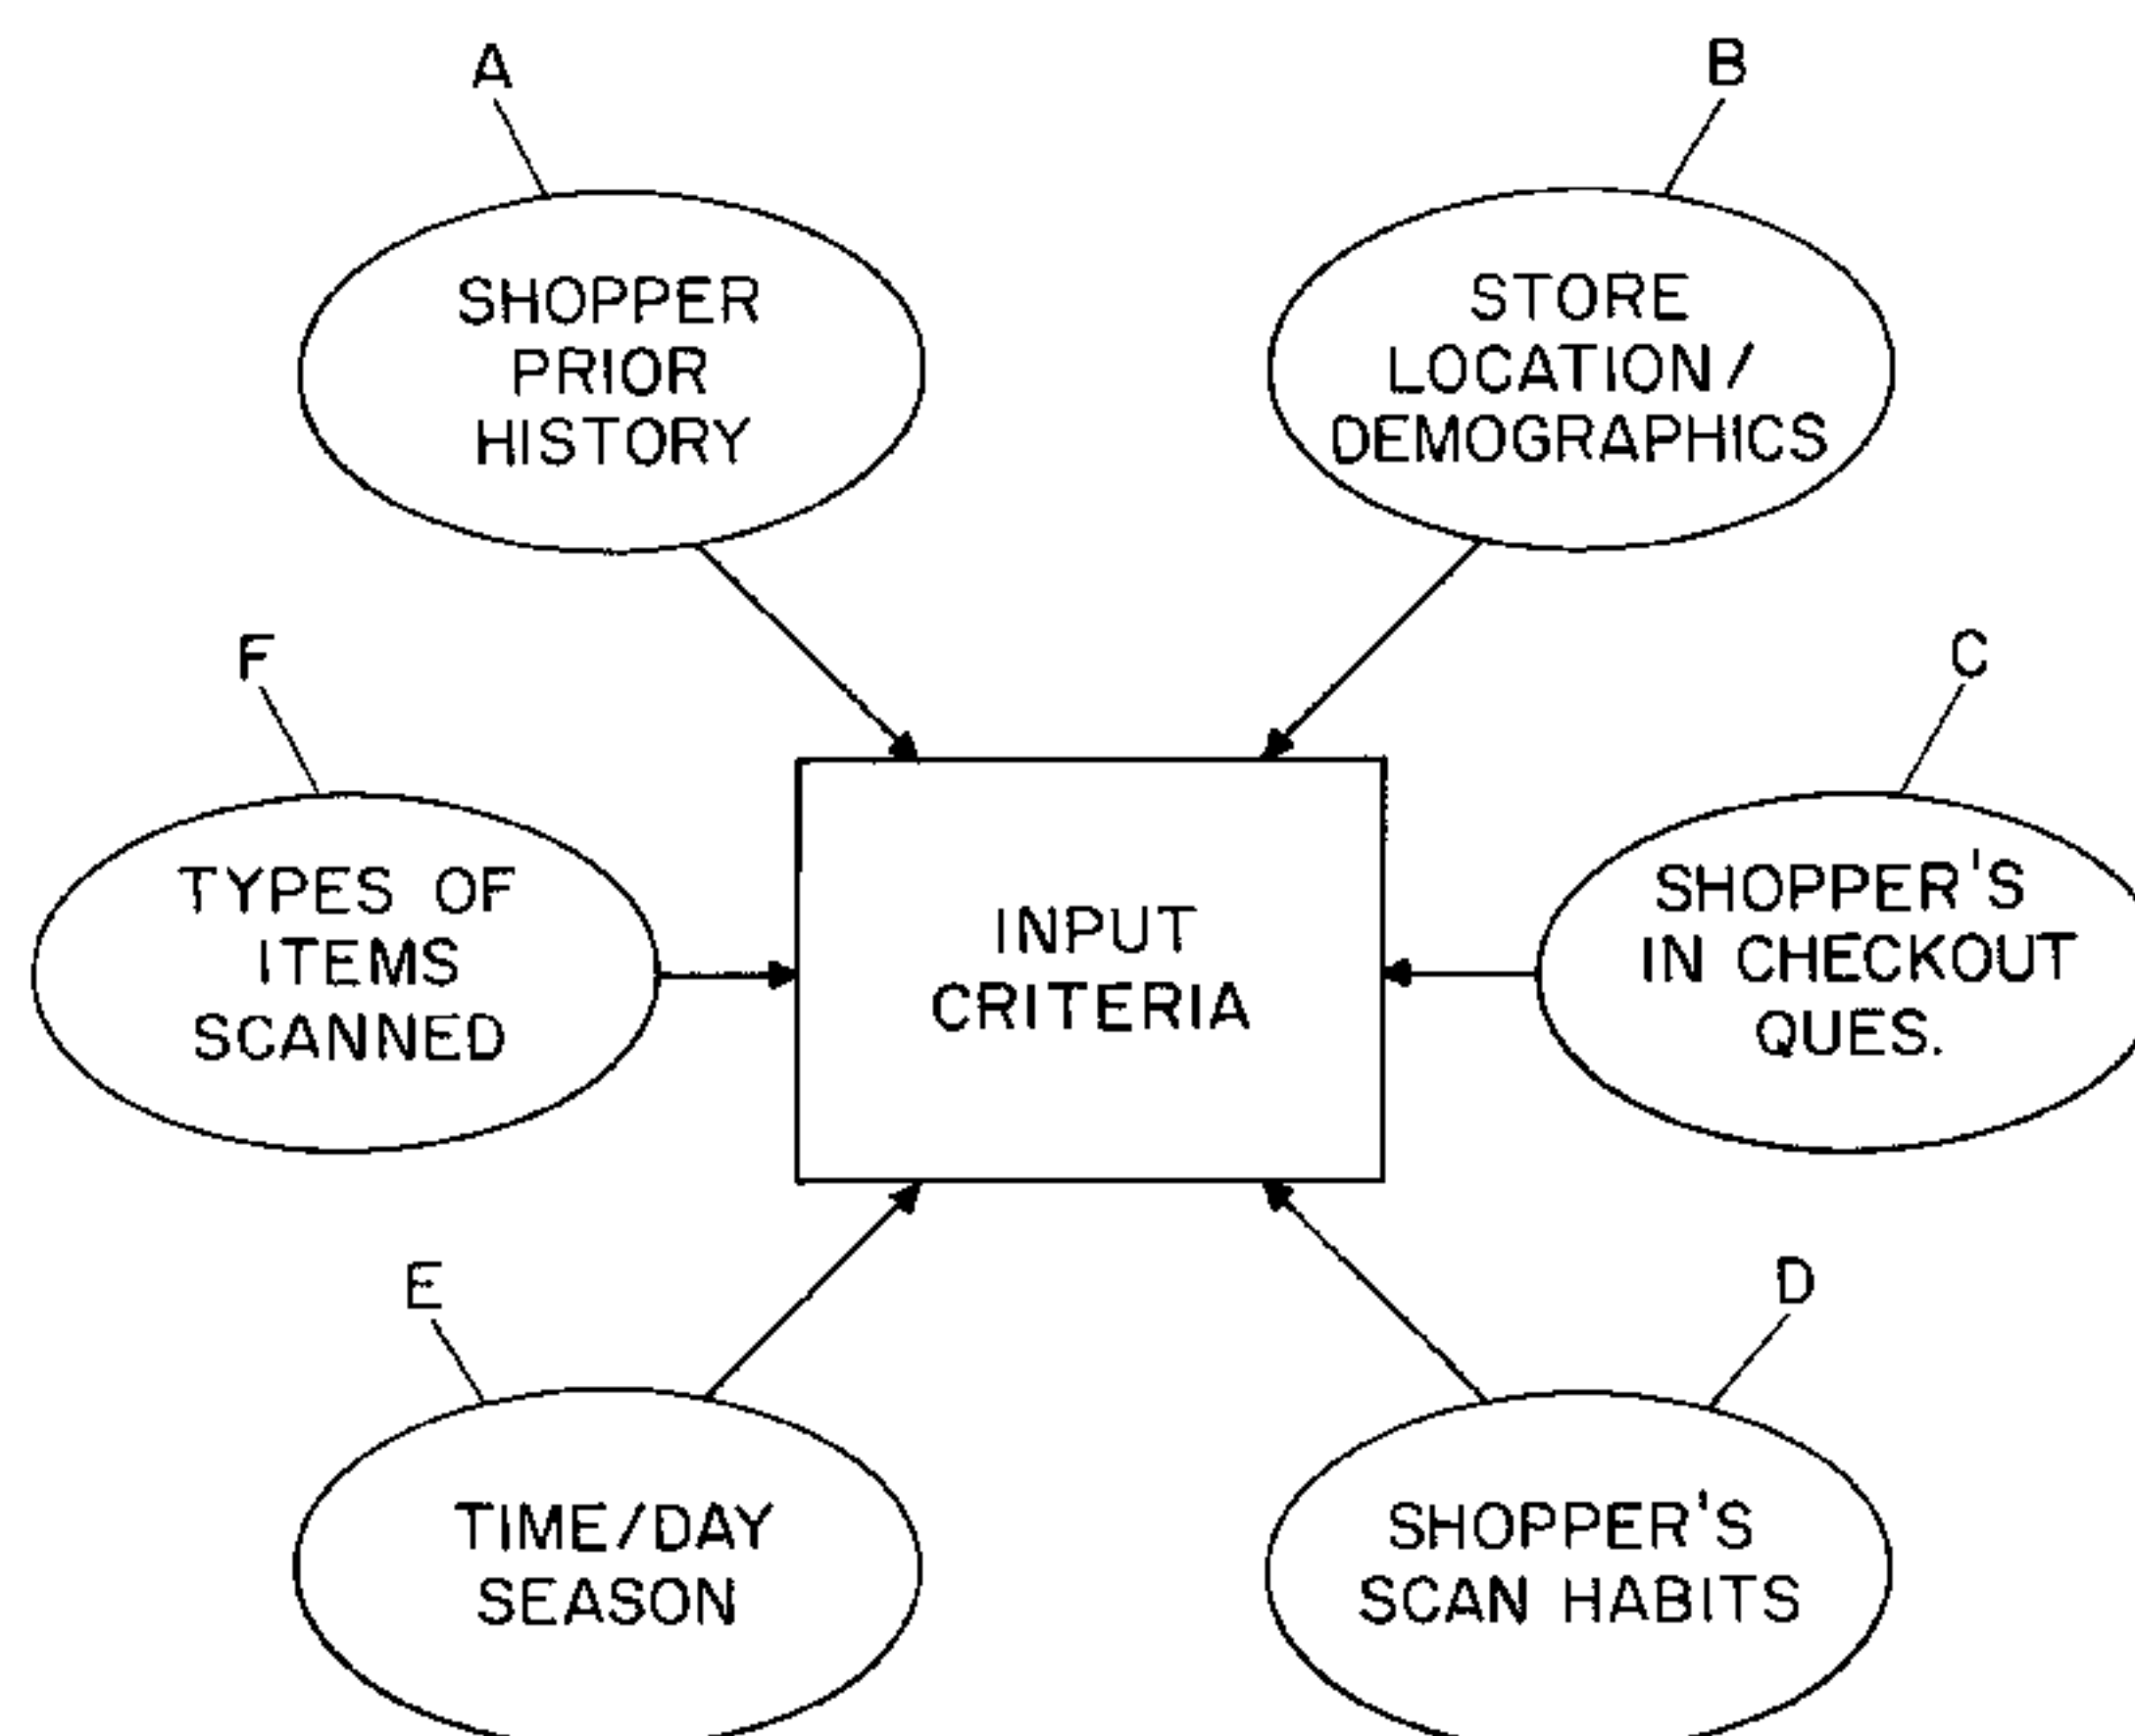 A
B
SHOPPER
PRIOR
HISTORY
STORE
LOCATION/
DEMOGRAPHICS
F
C
TYPES OF
ITEMS
SCANNED
INPUT
CRITERIA
SHOPPER'S
IN CHECKOUT
QUES.
E
D
TIME/DAY
SEASON
SHOPPER'S
SCAN HABITS